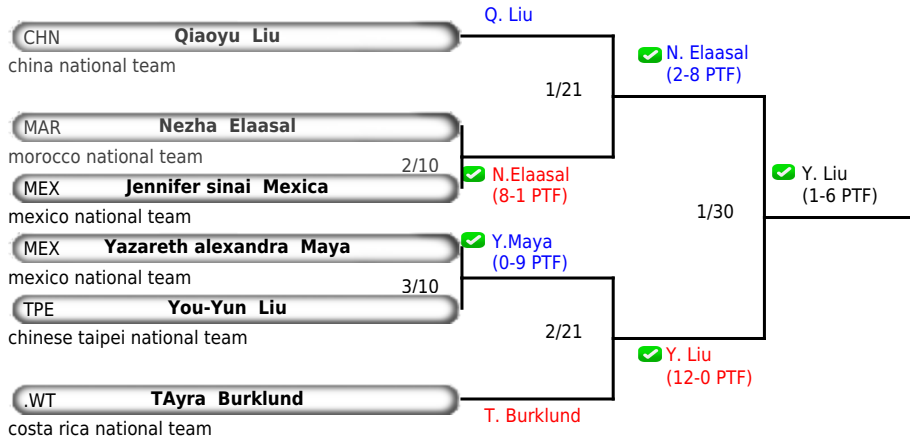 Q. Liu
CHN Qiaoyu Liu
china national team
N. Elaasal
(2-8 PTF)
1/21
MAR Nezha Elaasal
morocco national team
2/10
N.Elaasal
(8-1 PTF)
MEX Jennifer sinai Mexica
mexico national team
Y. Liu
(1-6 PTF)
1/30
MEX Yazareth alexandra Maya
mexico national team
Y.Maya
(0-9 PTF)
3/10
TPE You-Yun Liu
chinese taipei national team
2/21
Y. Liu
(12-0 PTF)
.WT TAyra Burklund
costa rica national team
T. Burklund